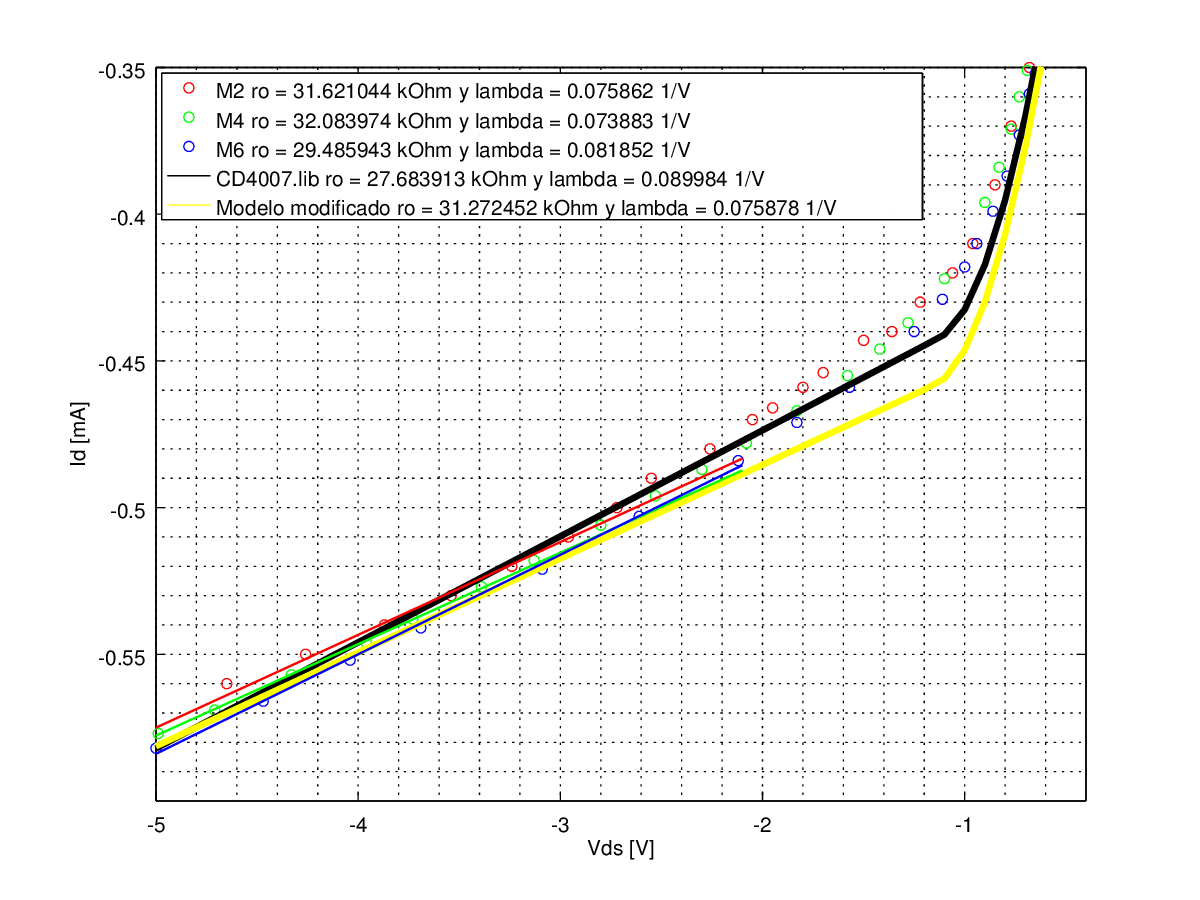 -0.35
M2 ro = 31.621044 kOhm y lambda = 0.075862 1/V
M4 ro = 32.083974 kOhm y lambda = 0.073883 1/V
M6 ro = 29.485943 kOhm y lambda = 0.081852 1/V
CD4007.lib ro = 27.683913 kOhm y lambda = 0.089984 1/V
Modelo modificado ro = 31.272452 kOhm y lambda = 0.075878 1/V
-0.4
-0.45
Id [mA]
-0.5
-0.55
-5 -4 -3 -2 -1
Vds [V]